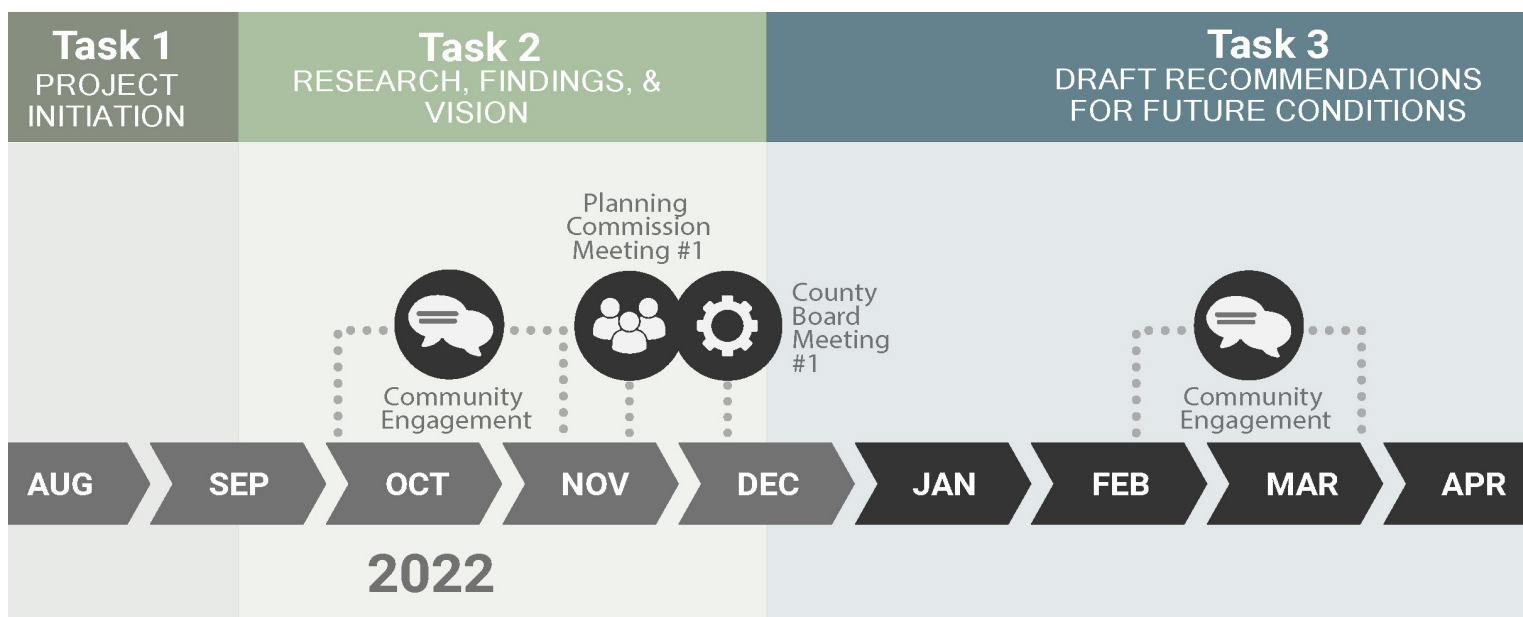 Task 1
PROJECT
INITIATION
Task 2
RESEARCH, FINDINGS, &
VISION
Task 3
DRAFT RECOMMENDATIONS
FOR FUTURE CONDITIONS
Planning
Commission
Meeting #1
County
Board
Meeting
#1
Community
Engagement
Community
Engagement
AUG SEP OCT NOV DEC JAN FEB MAR APR
2022